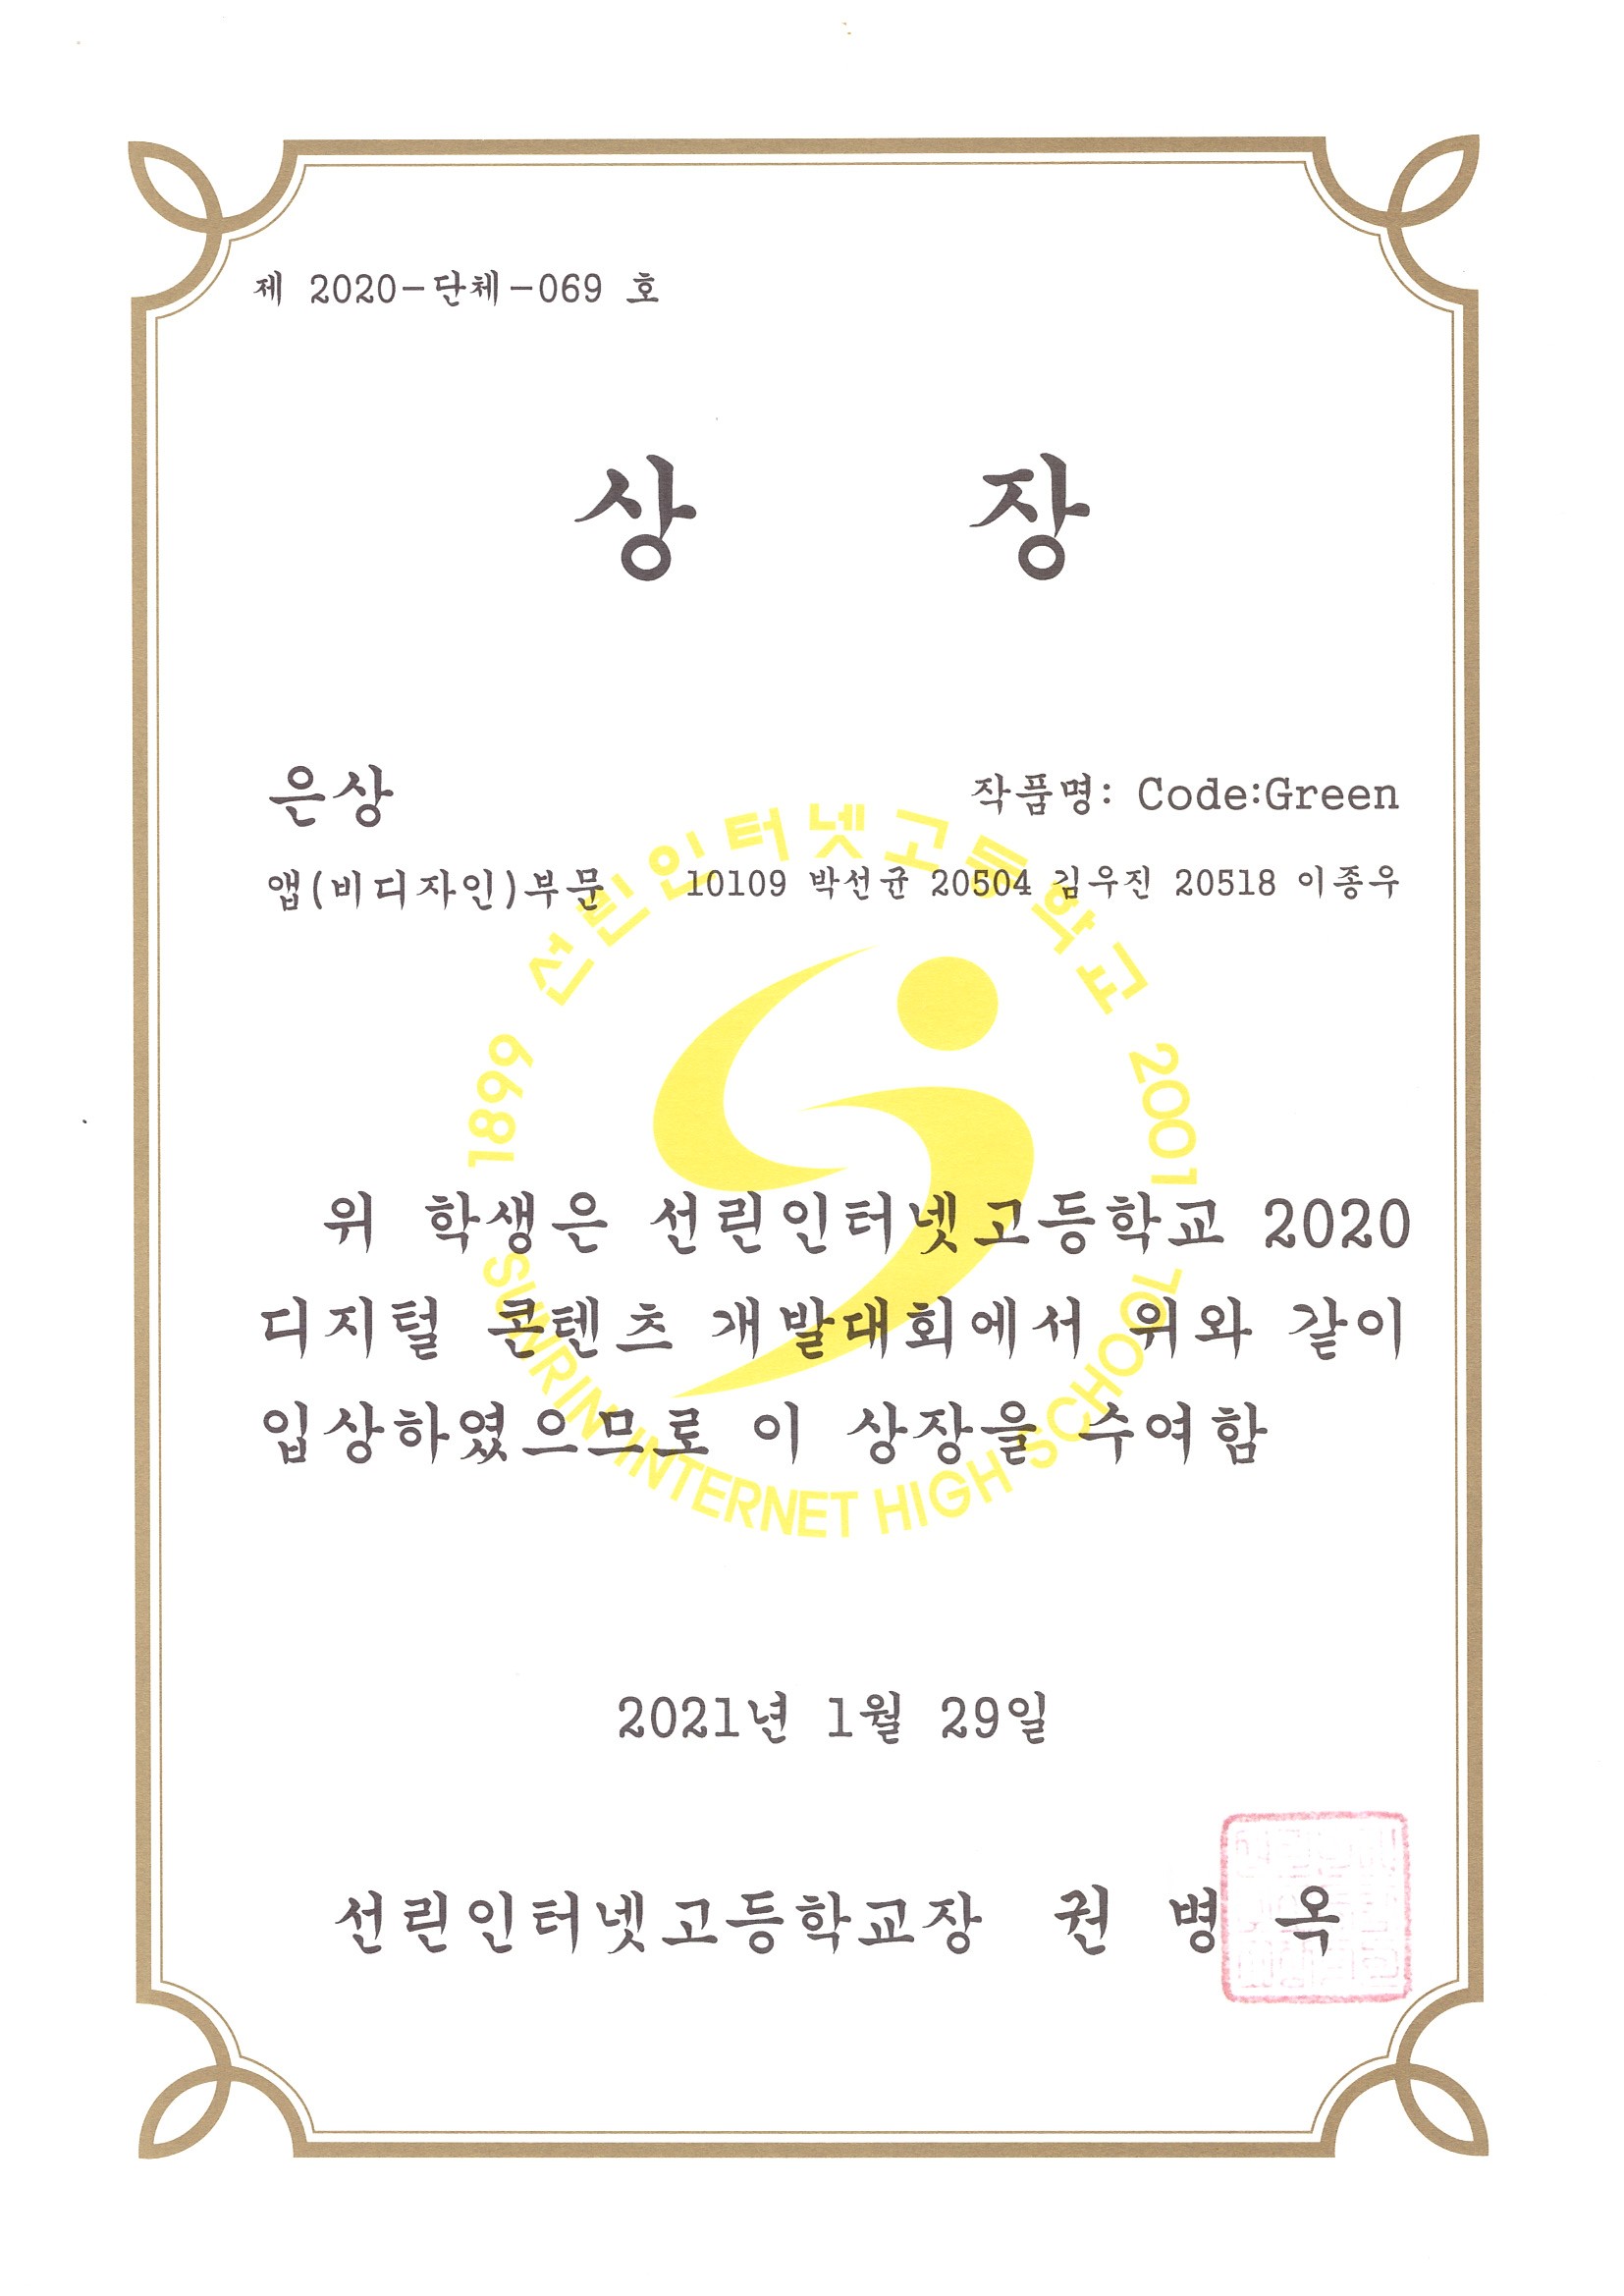 제 2020-단체-069 호
상 장
은상
작품명: Code:Green
앱(비디자인)부문
10109 박선균 20504 김우진 20518 이종우
1899 선린인터넷고등학교 2001
위 학생은 선린인터넷고등학교 2020
디지털 콘텐츠 개발대회에서 위와 같이
입상하였으므로 이 상장을 수여함
SUNRIN INTERNET HIGH SCHOOL
2021년 1월 29일
선린인터넷고등학교장 권 병 옥